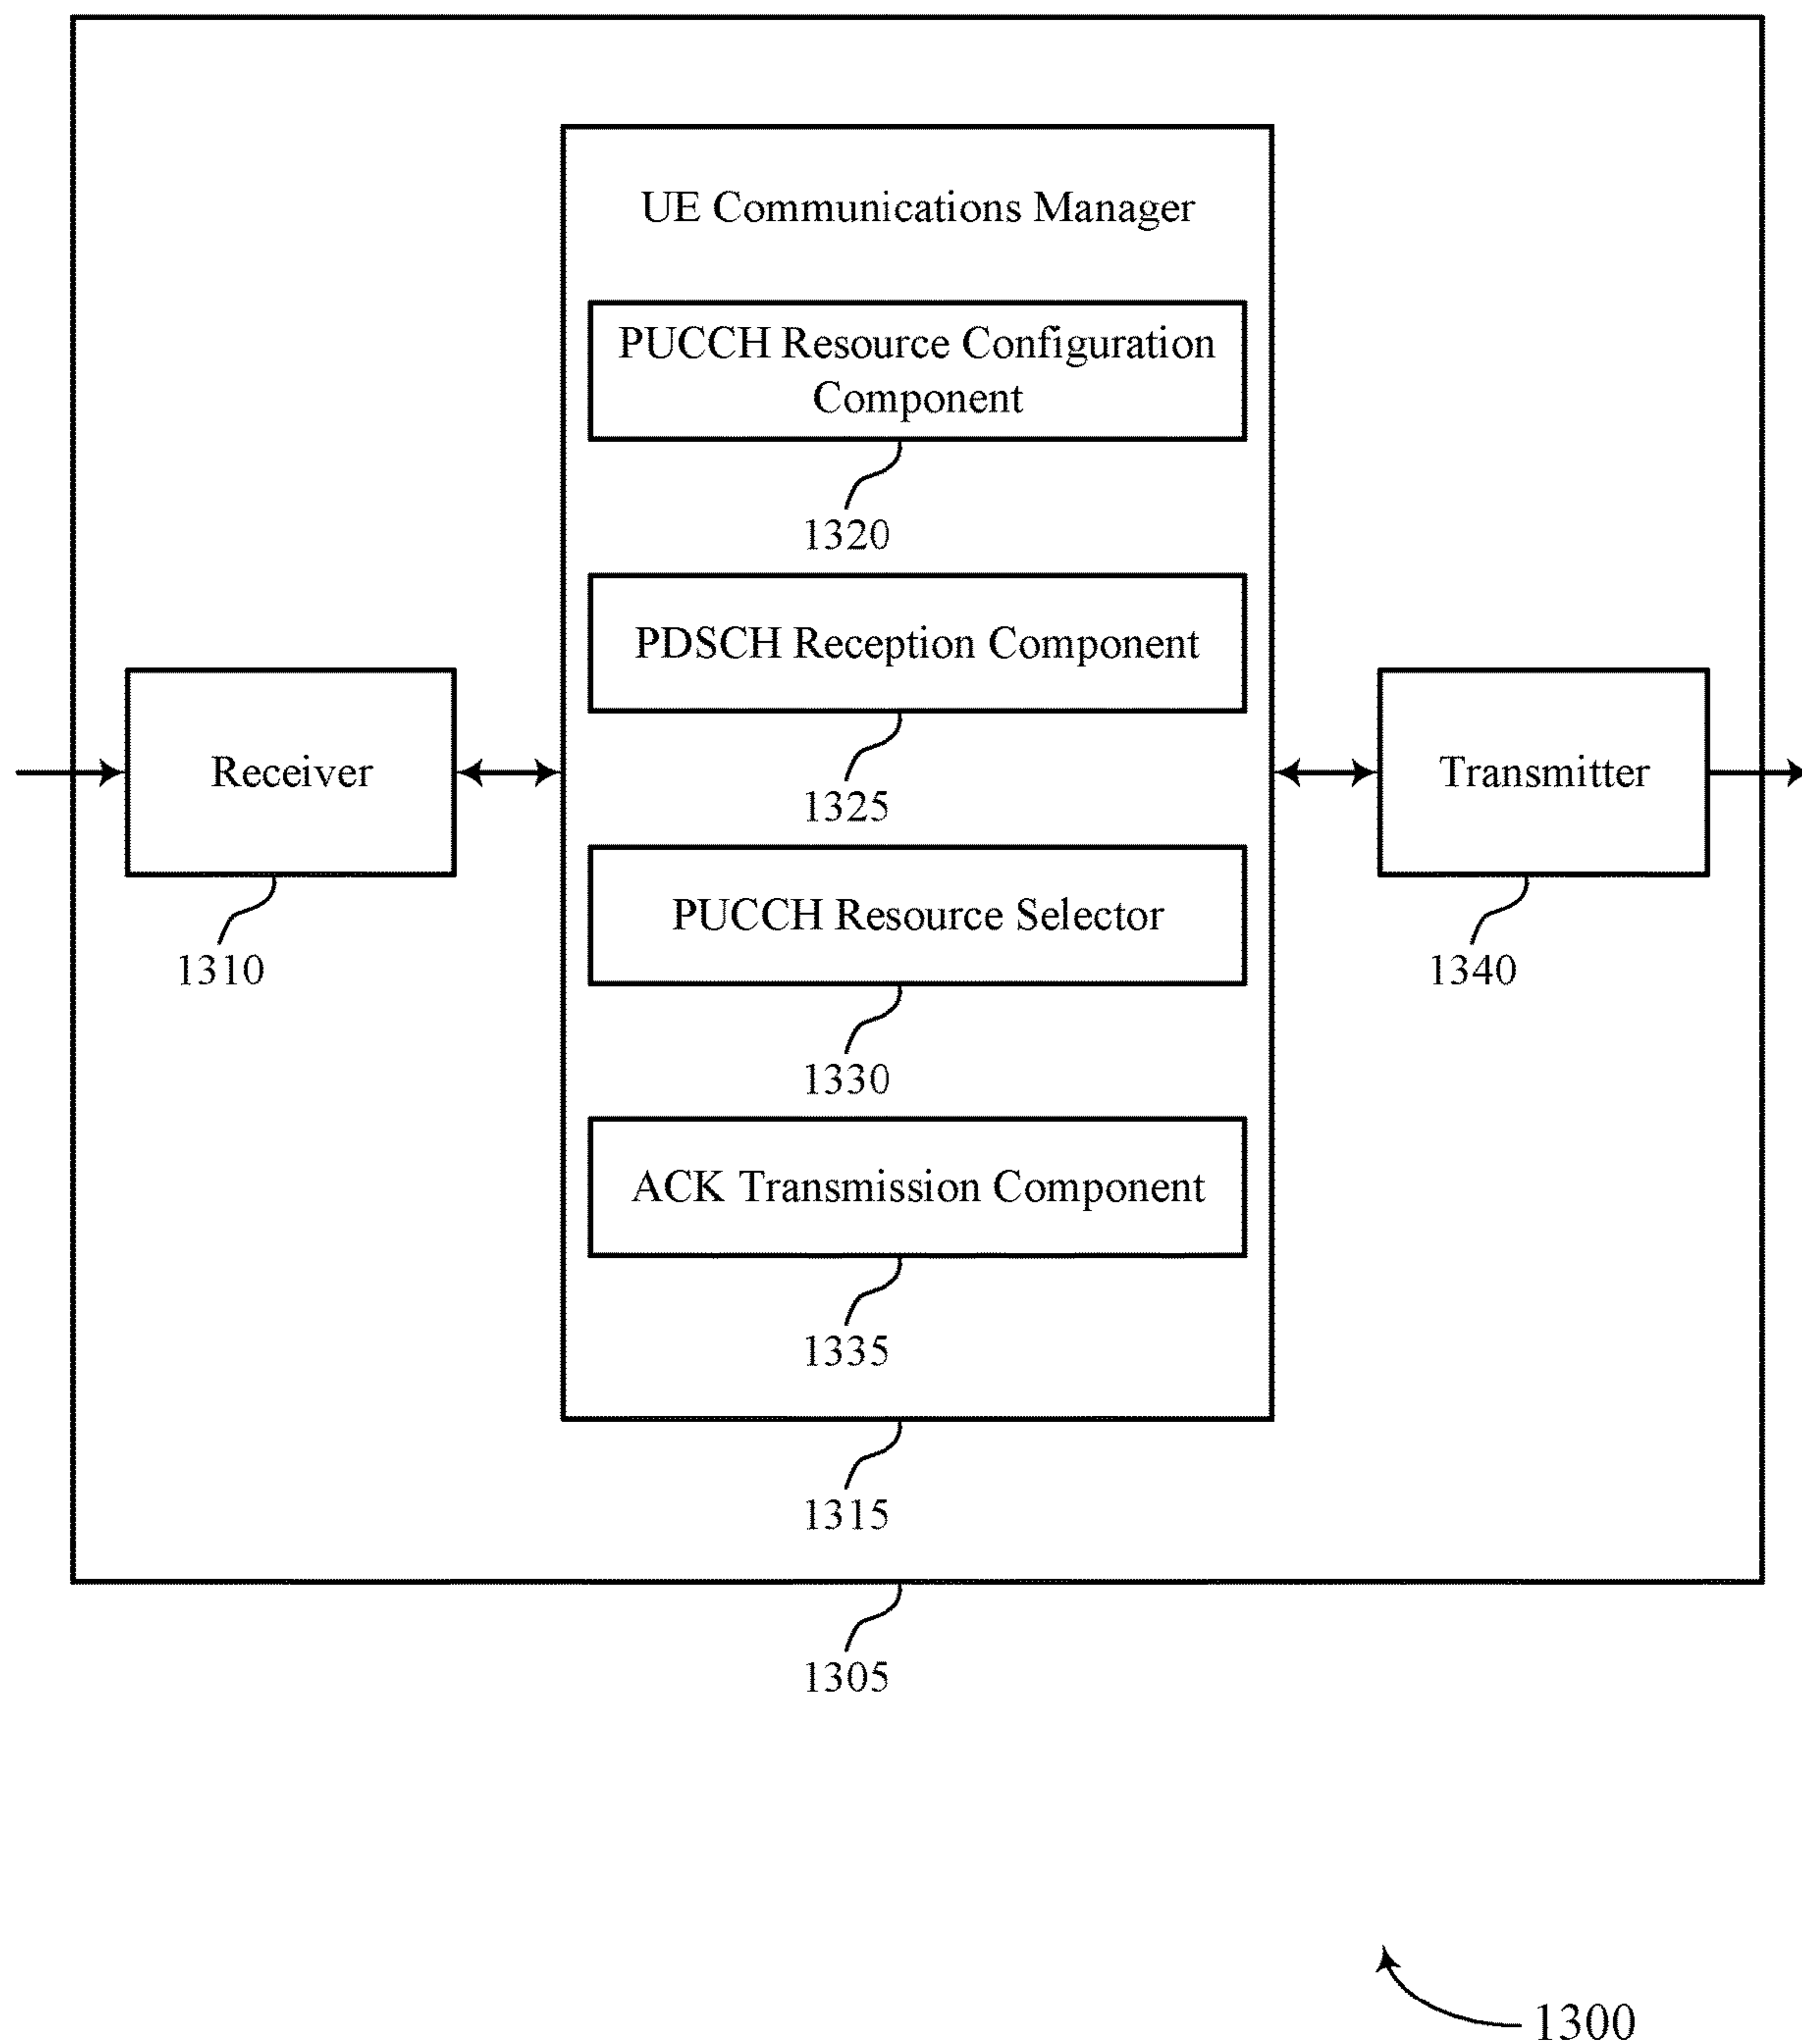 UE Communications Manager
PUCCH Resource Configuration
Component
1320
PDSCH Reception Component
1325
Receiver
1310
Transmitter
1340
PUCCH Resource Selector
1330
ACK Transmission Component
1335
1315
1305
1300